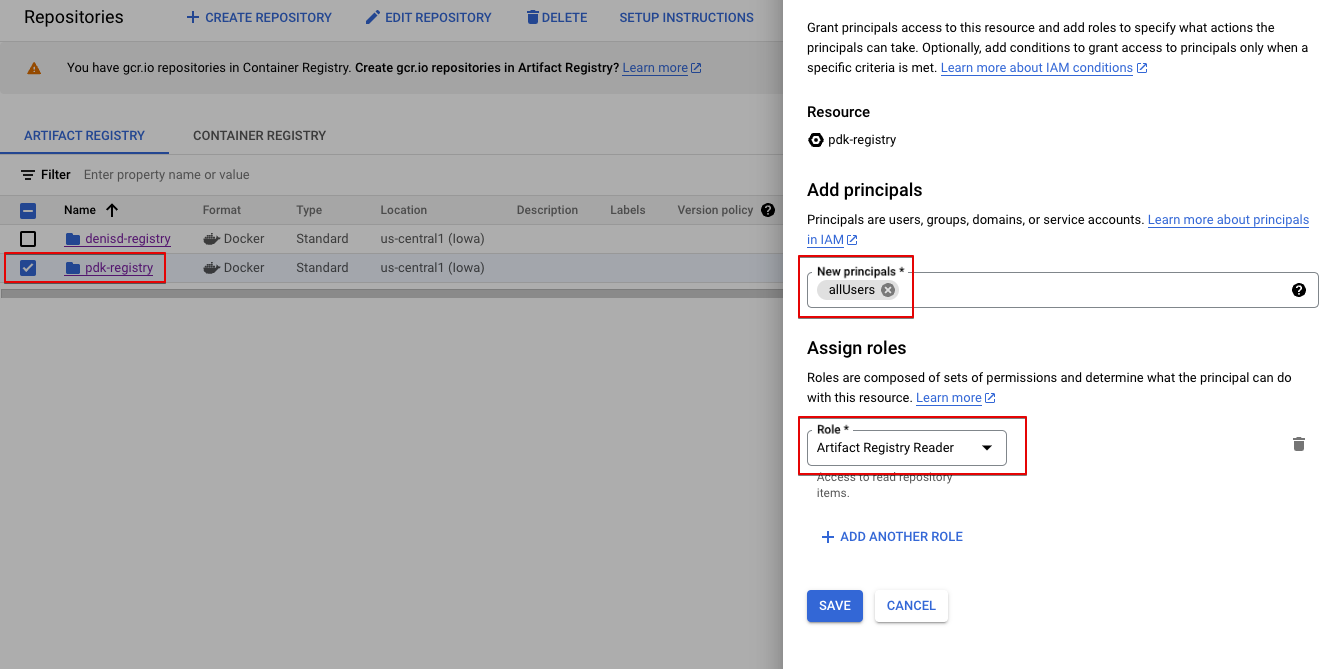 Repositories
CREATE REPOSITORY
EDIT REPOSITORY
DELETE
SETUP INSTRUCTIONS
You have gcr.io repositories in Container Registry. Create gcr.io repositories in Artifact Registry? Learn more
ARTIFACT REGISTRY
CONTAINER REGISTRY
Filter Enter property name or value
Name Format Type Location Description Labels Version policy ?
denisd-registry Docker Standard us-central1 (Iowa)
pdk-registry Docker Standard us-central1 (Iowa)
Grant principals access to this resource and add roles to specify what actions the
principals can take. Optionally, add conditions to grant access to principals only when a
specific criteria is met. Learn more about IAM conditions
Resource
pdk-registry
Add principals
Principals are users, groups, domains, or service accounts. Learn more about principals
in IAM
New principals *
allUsers
?
Assign roles
Roles are composed of sets of permissions and determine what the principal can do
with this resource. Learn more
Role *
Artifact Registry Reader
Access to read repository
items.
ADD ANOTHER ROLE
SAVE
CANCEL